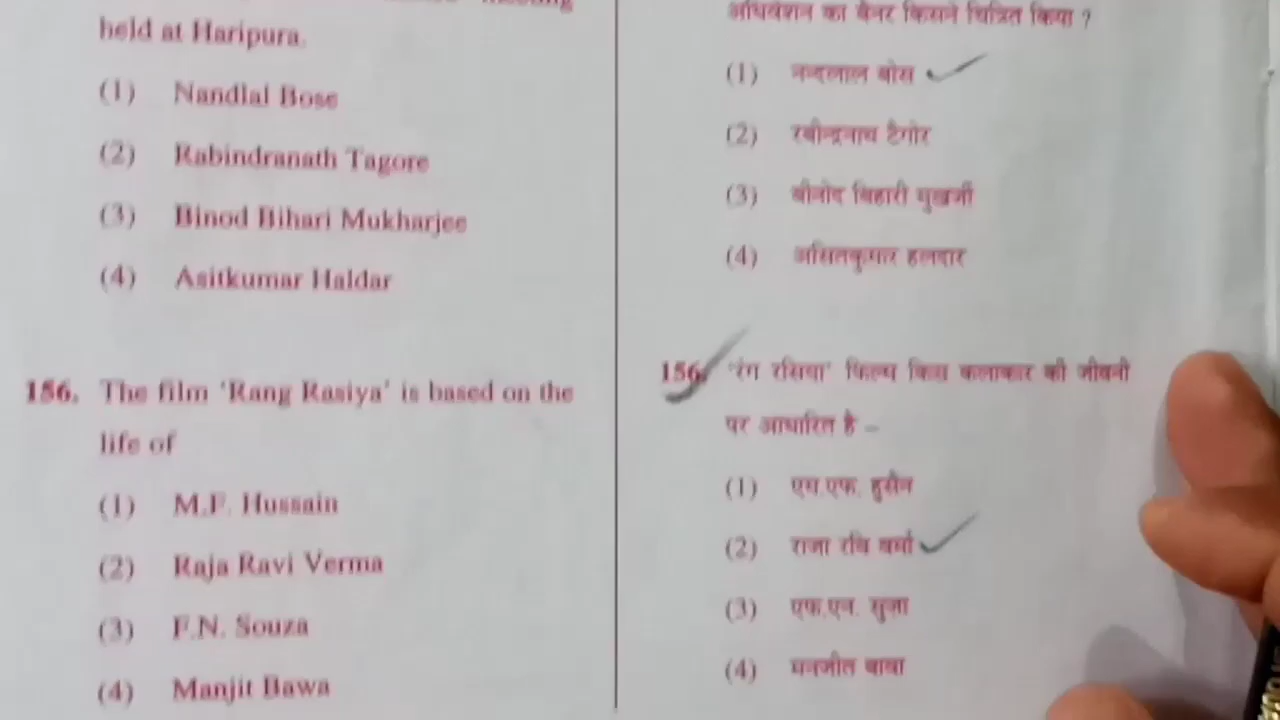 held at Haripura.
(1) Nandlal Bose
(2) Rabindranath Tagore
(3) Binod Bihari Mukharjee
(4) Asitkumar Haldar
156. The film ‘Rang Rasiya’ is based on the
life of
(1) M.F. Hussain
(2) Raja Ravi Verma
(3) F.N. Souza
(4) Manjit Bawa
अधिवेशन का बैनर किसने चित्रित किया ?
(1) नन्दलाल बोस
(2) रबीन्द्रनाथ टैगोर
(3) बीनोद बिहारी मुखर्जी
(4) असितकुमार हलदार
156. ‘रंग रसिया’ फिल्म किस कलाकार की जीवनी
पर आधारित है –
(1) एम.एफ. हुसैन
(2) राजा रवि वर्मा
(3) एफ.एन. सुजा
(4) मनजीत बावा